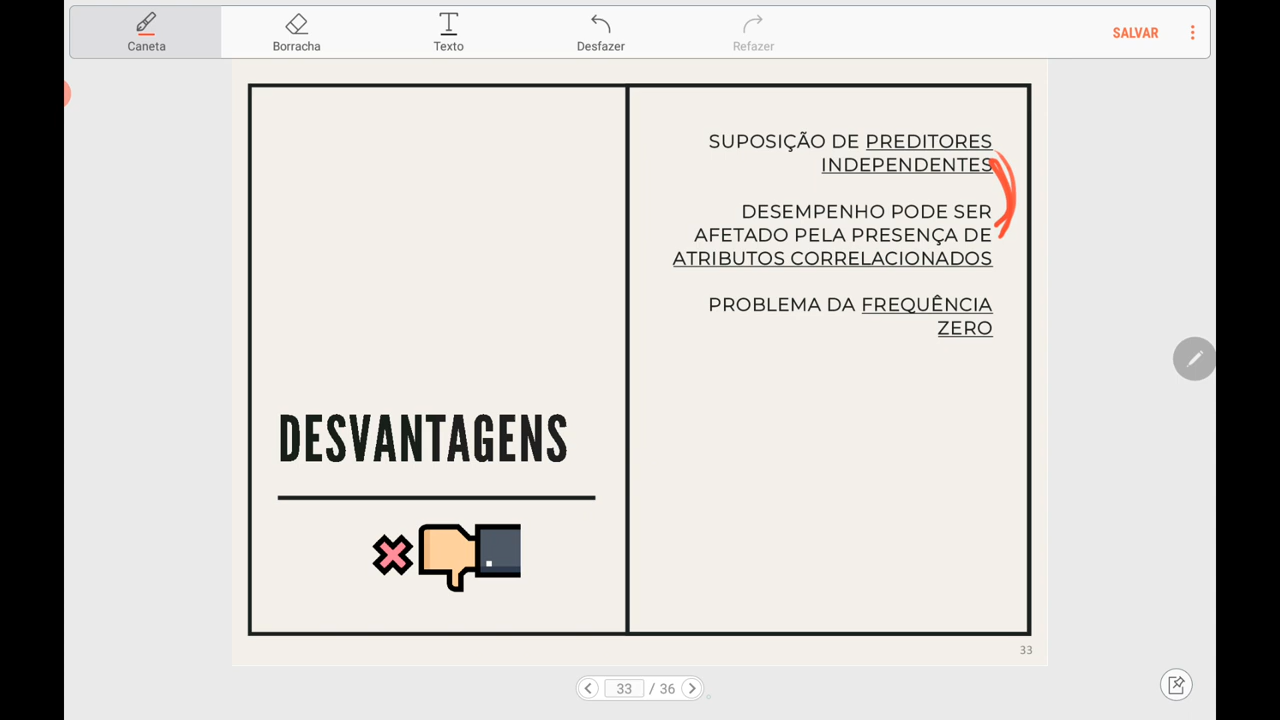 Caneta
Borracha
Texto
Desfazer
Refazer
SALVAR
SUPOSIÇÃO DE PREDITORES
INDEPENDENTES
DESEMPENHO PODE SER
AFETADO PELA PRESENÇA DE
ATRIBUTOS CORRELACIONADOS
PROBLEMA DA FREQUÊNCIA
ZERO
DESVANTAGENS
33
33 / 36